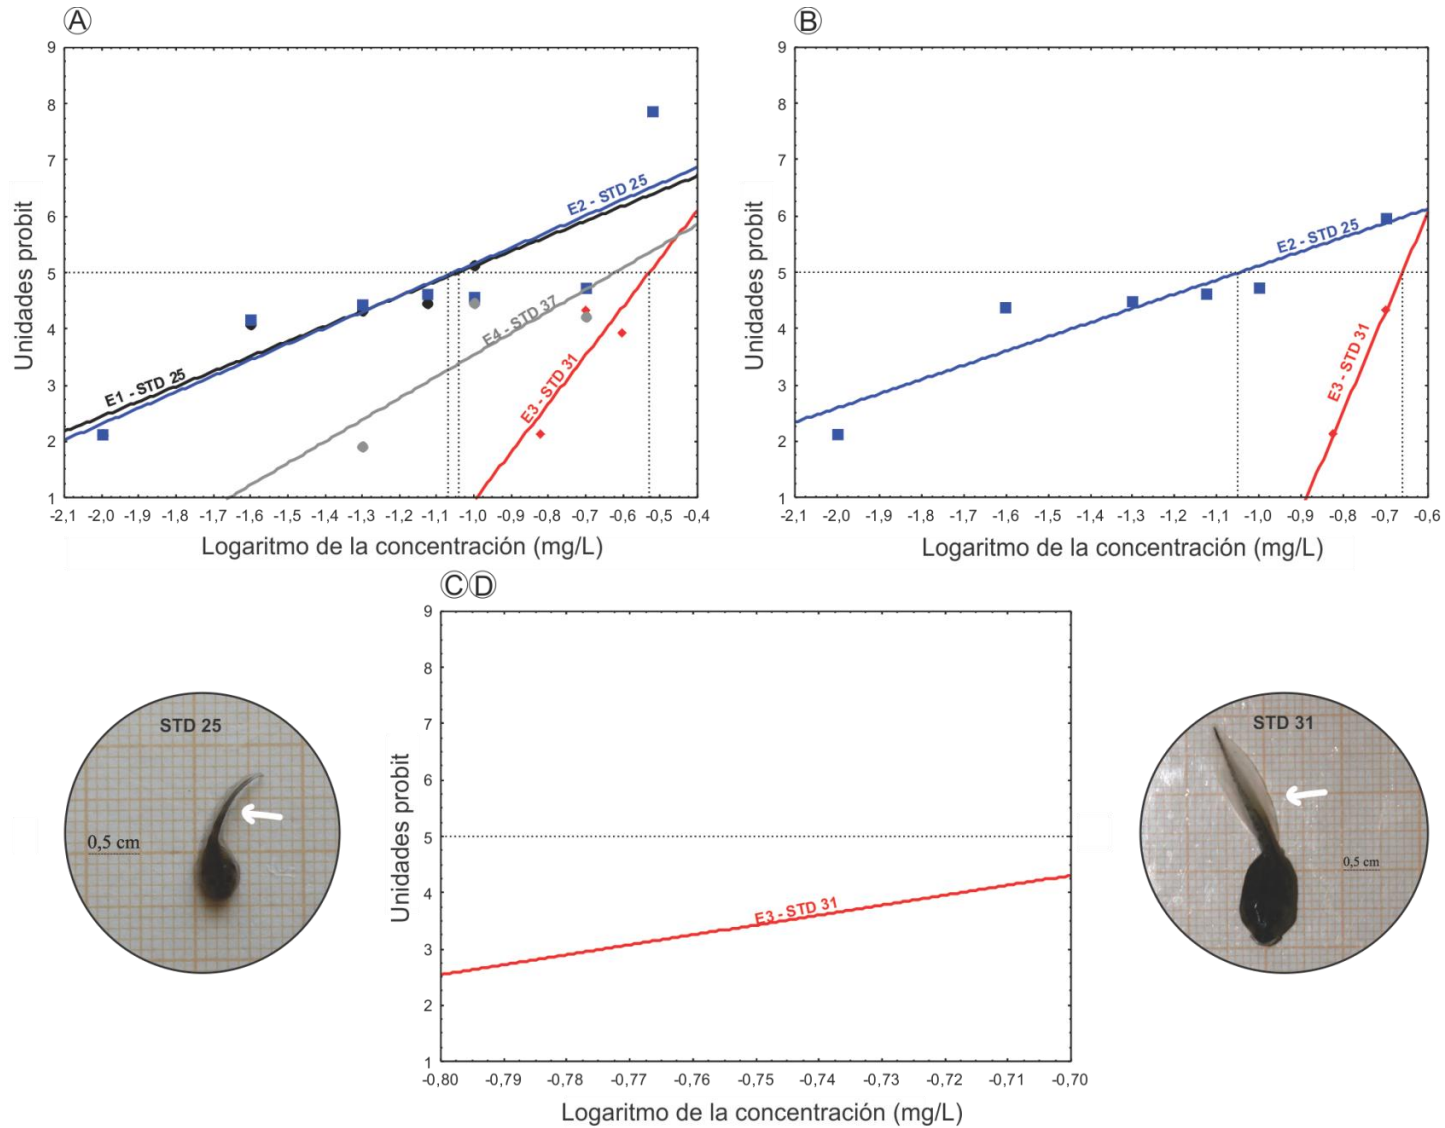 A
9
8
7
6
5
4
3
2
1
Unidades probit
E1 - STD 25
E2 - STD 25
E4 - STD 37
E3 - STD 31
-2,1 -2,0 -1,9 -1,8 -1,6 -1,5 -1,4 -1,3 -1,2 -1,1 -1,0 -0,9 -0,8 -0,7 -0,6 -0,5 -0,4
Logaritmo de la concentración (mg/L)
B
9
8
7
6
5
4
3
2
1
Unidades probit
E2 - STD 25
E3 - STD 31
-2,1 -2,0 -1,9 -1,8 -1,6 -1,5 -1,4 -1,3 -1,2 -1,1 -1,0 -0,9 -0,8 -0,7 -0,6
Logaritmo de la concentración (mg/L)
C D
9
8
7
6
5
4
3
2
1
Unidades probit
E3 - STD 31
-0,80 -0,79 -0,78 -0,77 -0,76 -0,75 -0,74 -0,73 -0,72 -0,71 -0,70
Logaritmo de la concentración (mg/L)
STD 25
0,5 cm
STD 31
0,5 cm